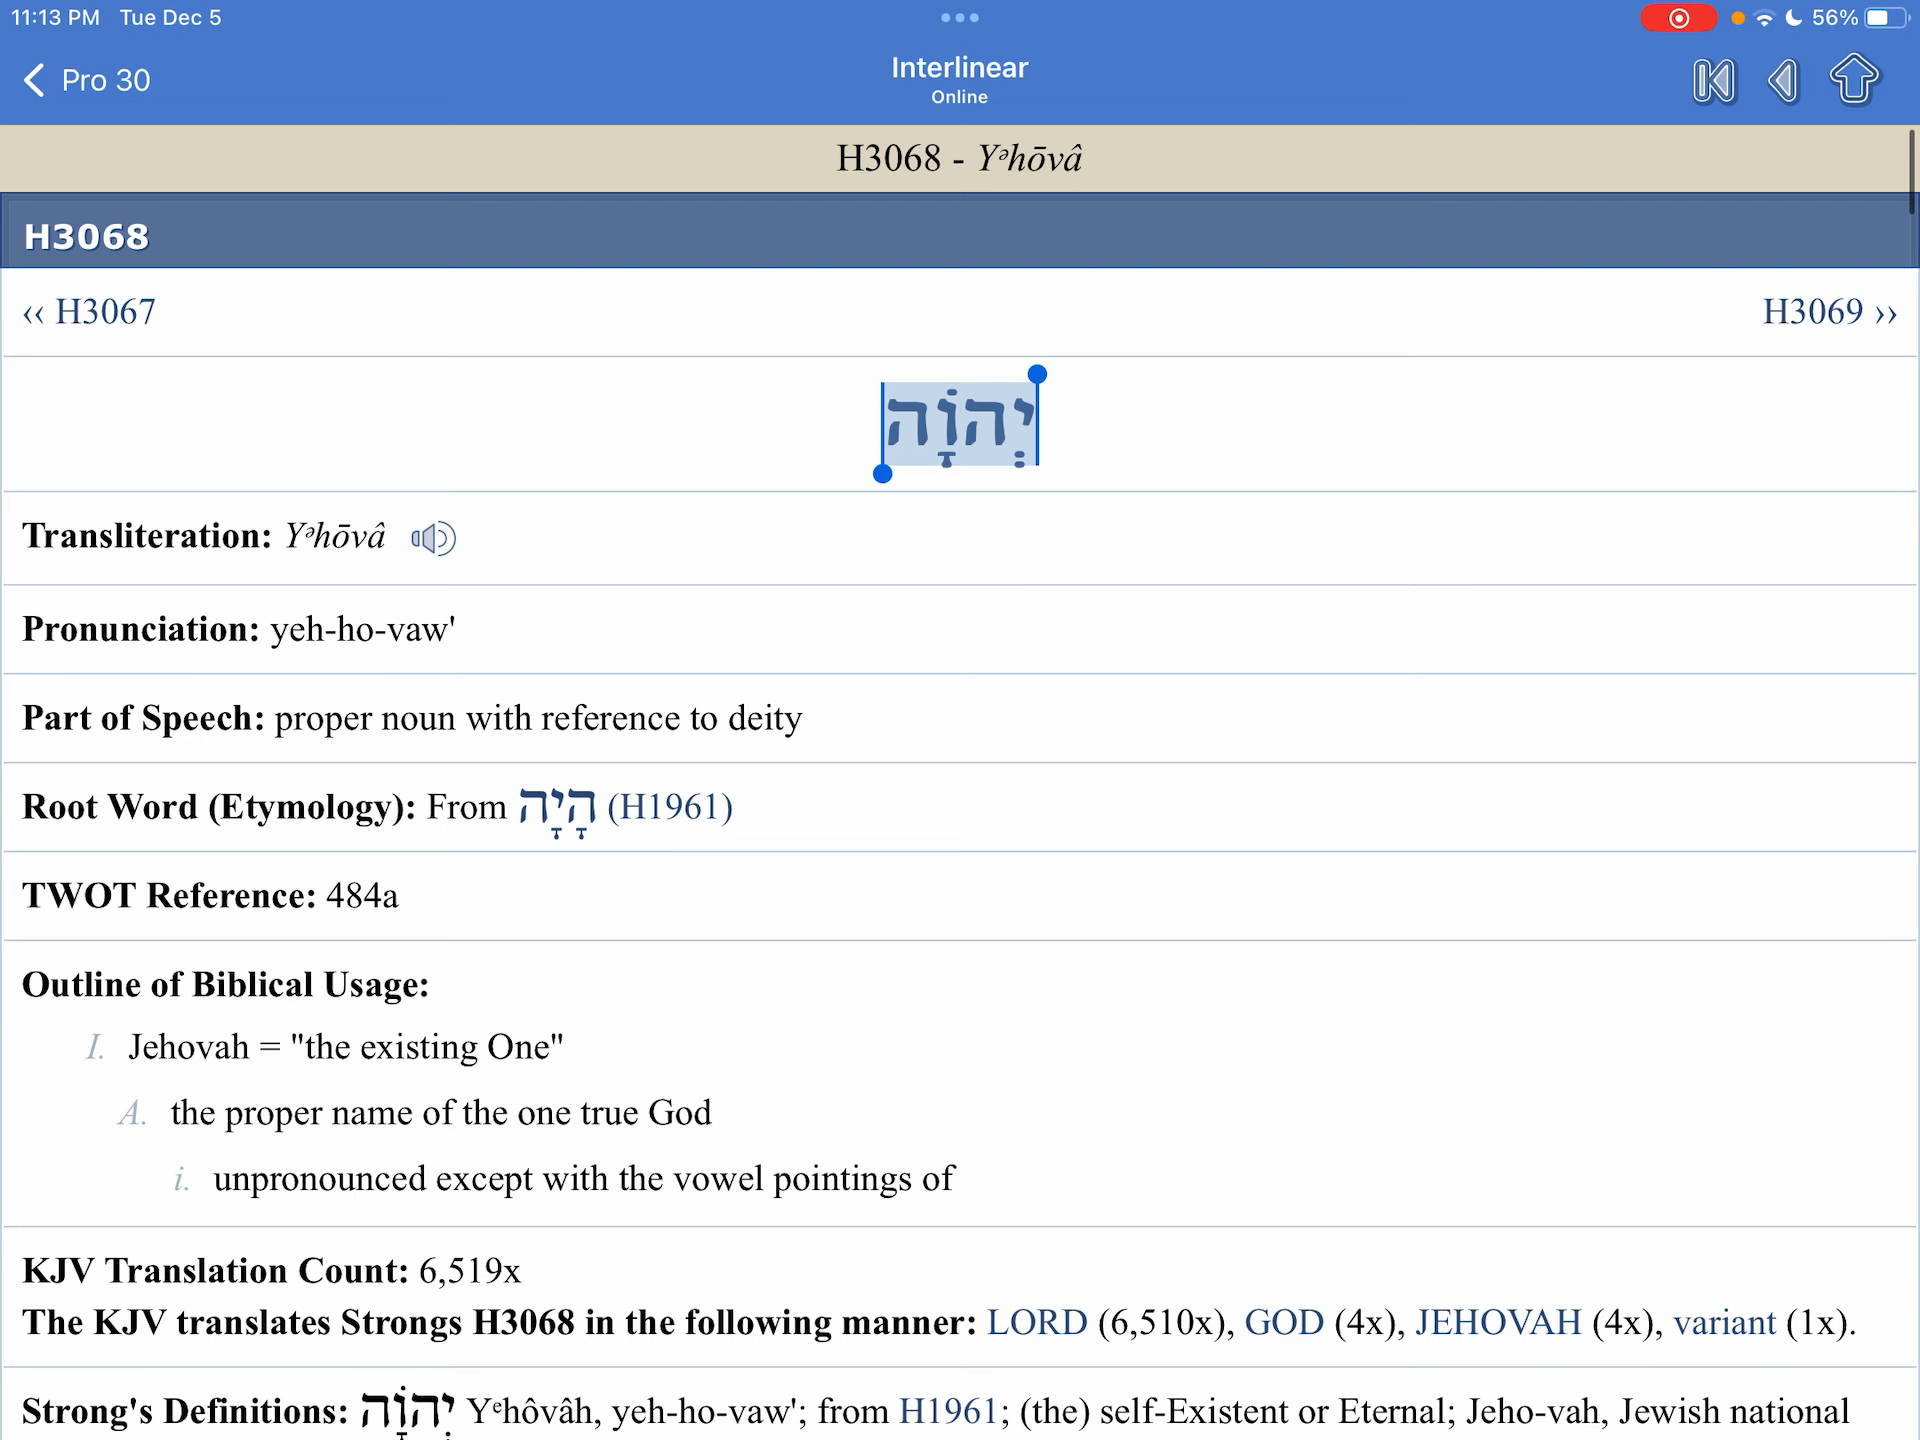 11:13 PM Tue Dec 5
56%
Pro 30
Interlinear
Online
H3068 - Yᵊhōvâ
H3068
‹‹ H3067
H3069 ››
יְהוָֹה
Transliteration: Yᵊhōvâ
Pronunciation: yeh-ho-vaw'
Part of Speech: proper noun with reference to deity
Root Word (Etymology): From הָיָה (H1961)
TWOT Reference: 484a
Outline of Biblical Usage:
I. Jehovah = "the existing One"
A. the proper name of the one true God
i. unpronounced except with the vowel pointings of
KJV Translation Count: 6,519x
The KJV translates Strongs H3068 in the following manner: LORD (6,510x), GOD (4x), JEHOVAH (4x), variant (1x).
Strong's Definitions: יְהוָֹה Yᵉhôvâh, yeh-ho-vaw'; from H1961; (the) self-Existent or Eternal; Jeho-vah, Jewish national